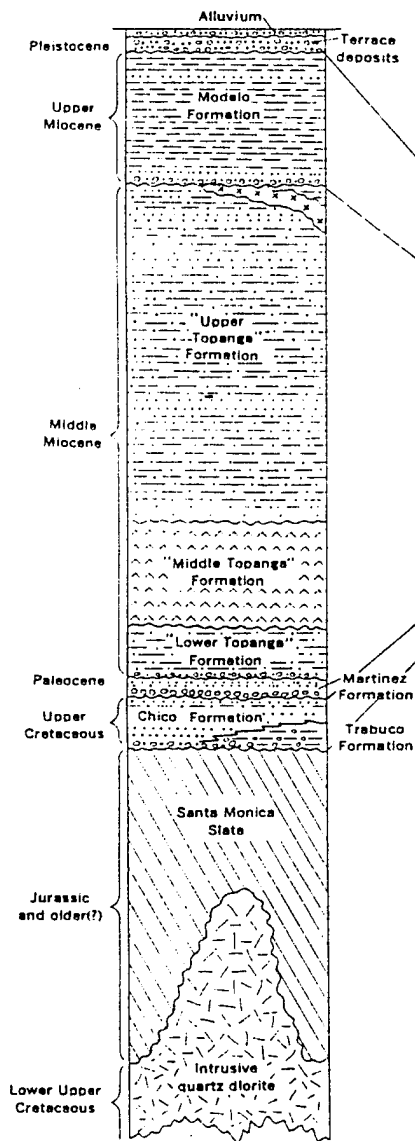 Alluvium
Pleistocene
Terrace
deposits
Upper
Miocene
Modelo
Formation
"Upper
Topanga"
Formation
Middle
Miocene
"Middle Topanga"
Formation
"Lower Topanga"
Formation
Paleocene
Martinez
Formation
Upper
Cretaceous
Chico Formation
Trabuco
Formation
Santa Monica
Slate
Jurassic
and older(?)
Intrusive
quartz diorite
Lower Upper
Cretaceous